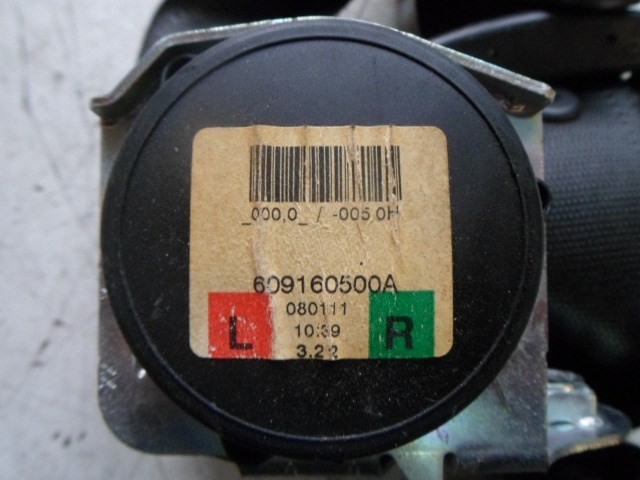 _000,0_ / -005 0H
609160500A
080111
L 10:39 R
3.22